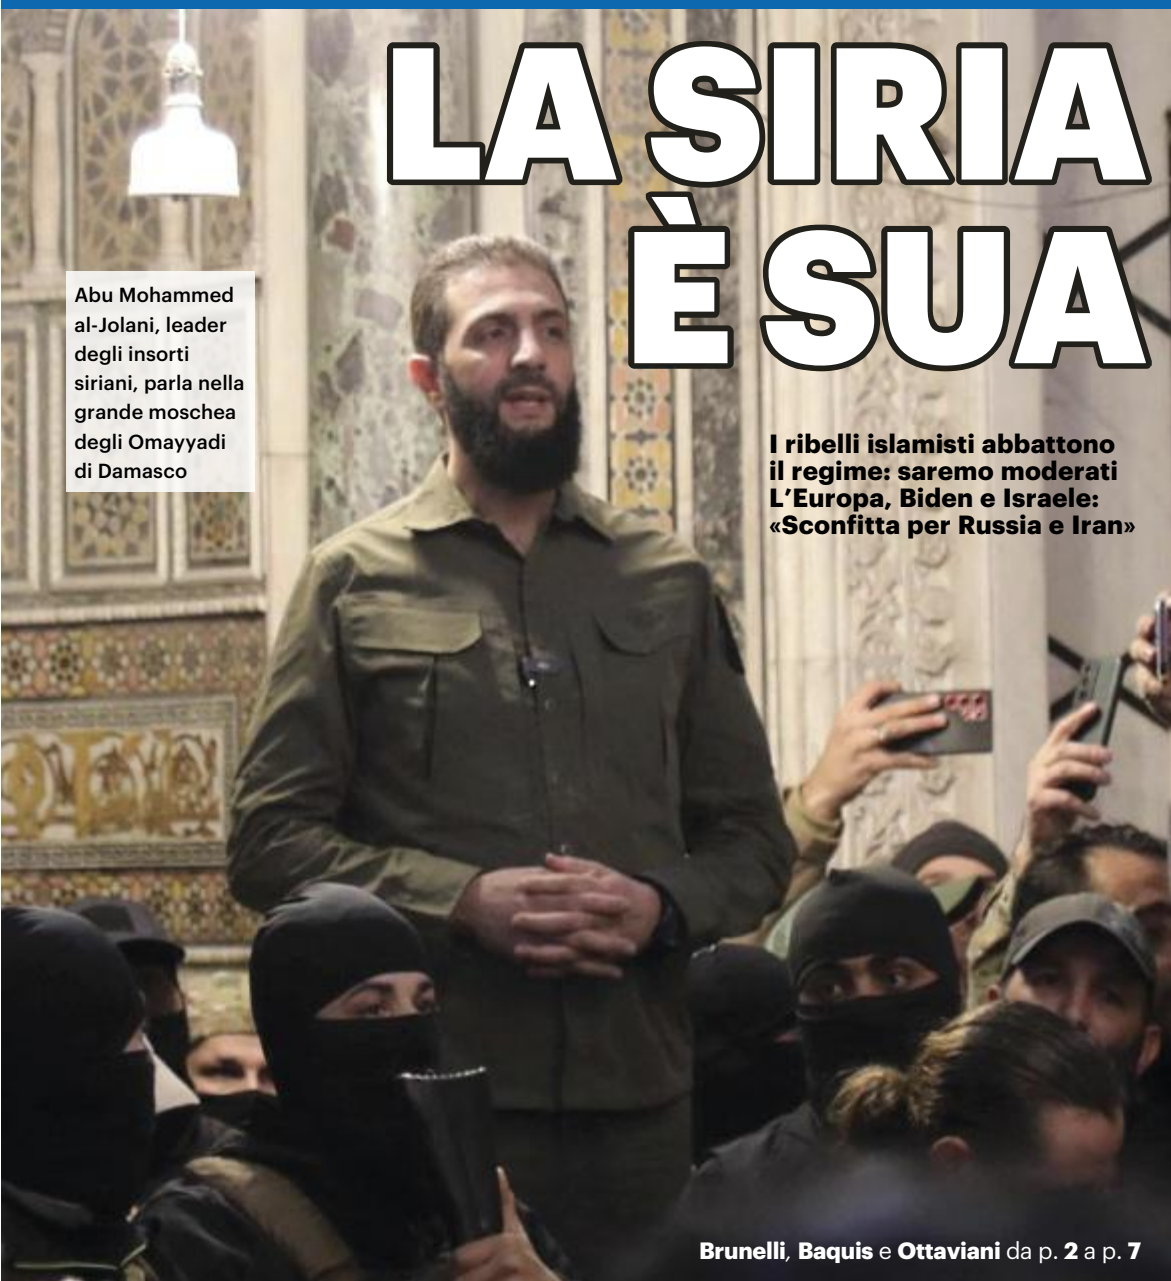 LA SIRIA
È SUA
Abu Mohammed
al-Jolani, leader
degli insorti
siriani, parla nella
grande moschea
degli Omayyadi
di Damasco
I ribelli islamisti abbattono
il regime: saremo moderati
L'Europa, Biden e Israele:
«Sconfitta per Russia e Iran»
Brunelli, Baquis e Ottaviani da p. 2 a p. 7